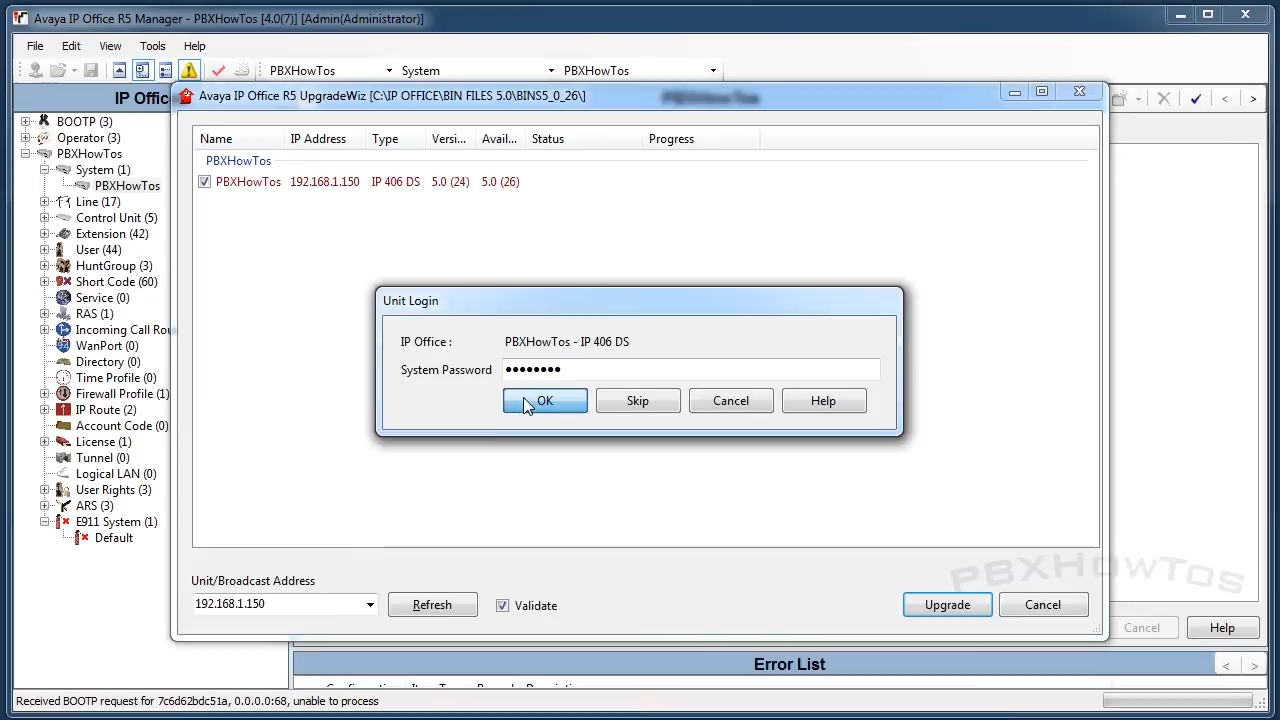 Avaya IP Office R5 Manager - PBXHowTos [4.0(7)] [Admin(Administrator)]
File Edit View Tools Help
PBXHowTos System PBXHowTos
IP Offic
Avaya IP Office R5 UpgradeWiz [C:\IP OFFICE\BIN FILES 5.0\BINS5_0_26\]
PBXHowTos
Name IP Address Type Versi... Avail... Status Progress
PBXHowTos
PBXHowTos 192.168.1.150 IP 406 DS 5.0 (24) 5.0 (26)
BOOTP (3)
Operator (3)
PBXHowTos
System (1)
PBXHowTos
Line (17)
Control Unit (5)
Extension (42)
User (44)
HuntGroup (3)
Short Code (60)
Service (0)
RAS (1)
Incoming Call Rou
WanPort (0)
Directory (0)
Time Profile (0)
Firewall Profile (1)
IP Route (2)
Account Code (0)
License (1)
Tunnel (0)
Logical LAN (0)
User Rights (3)
ARS (3)
E911 System (1)
Default
Unit Login
IP Office : PBXHowTos - IP 406 DS
System Password ●●●●●●●●
OK Skip Cancel Help
Unit/Broadcast Address
192.168.1.150 Refresh Validate Upgrade Cancel
PBXHowTos
Cancel Help
Error List
Received BOOTP request for 7c6d62bdc51a, 0.0.0.0:68, unable to process